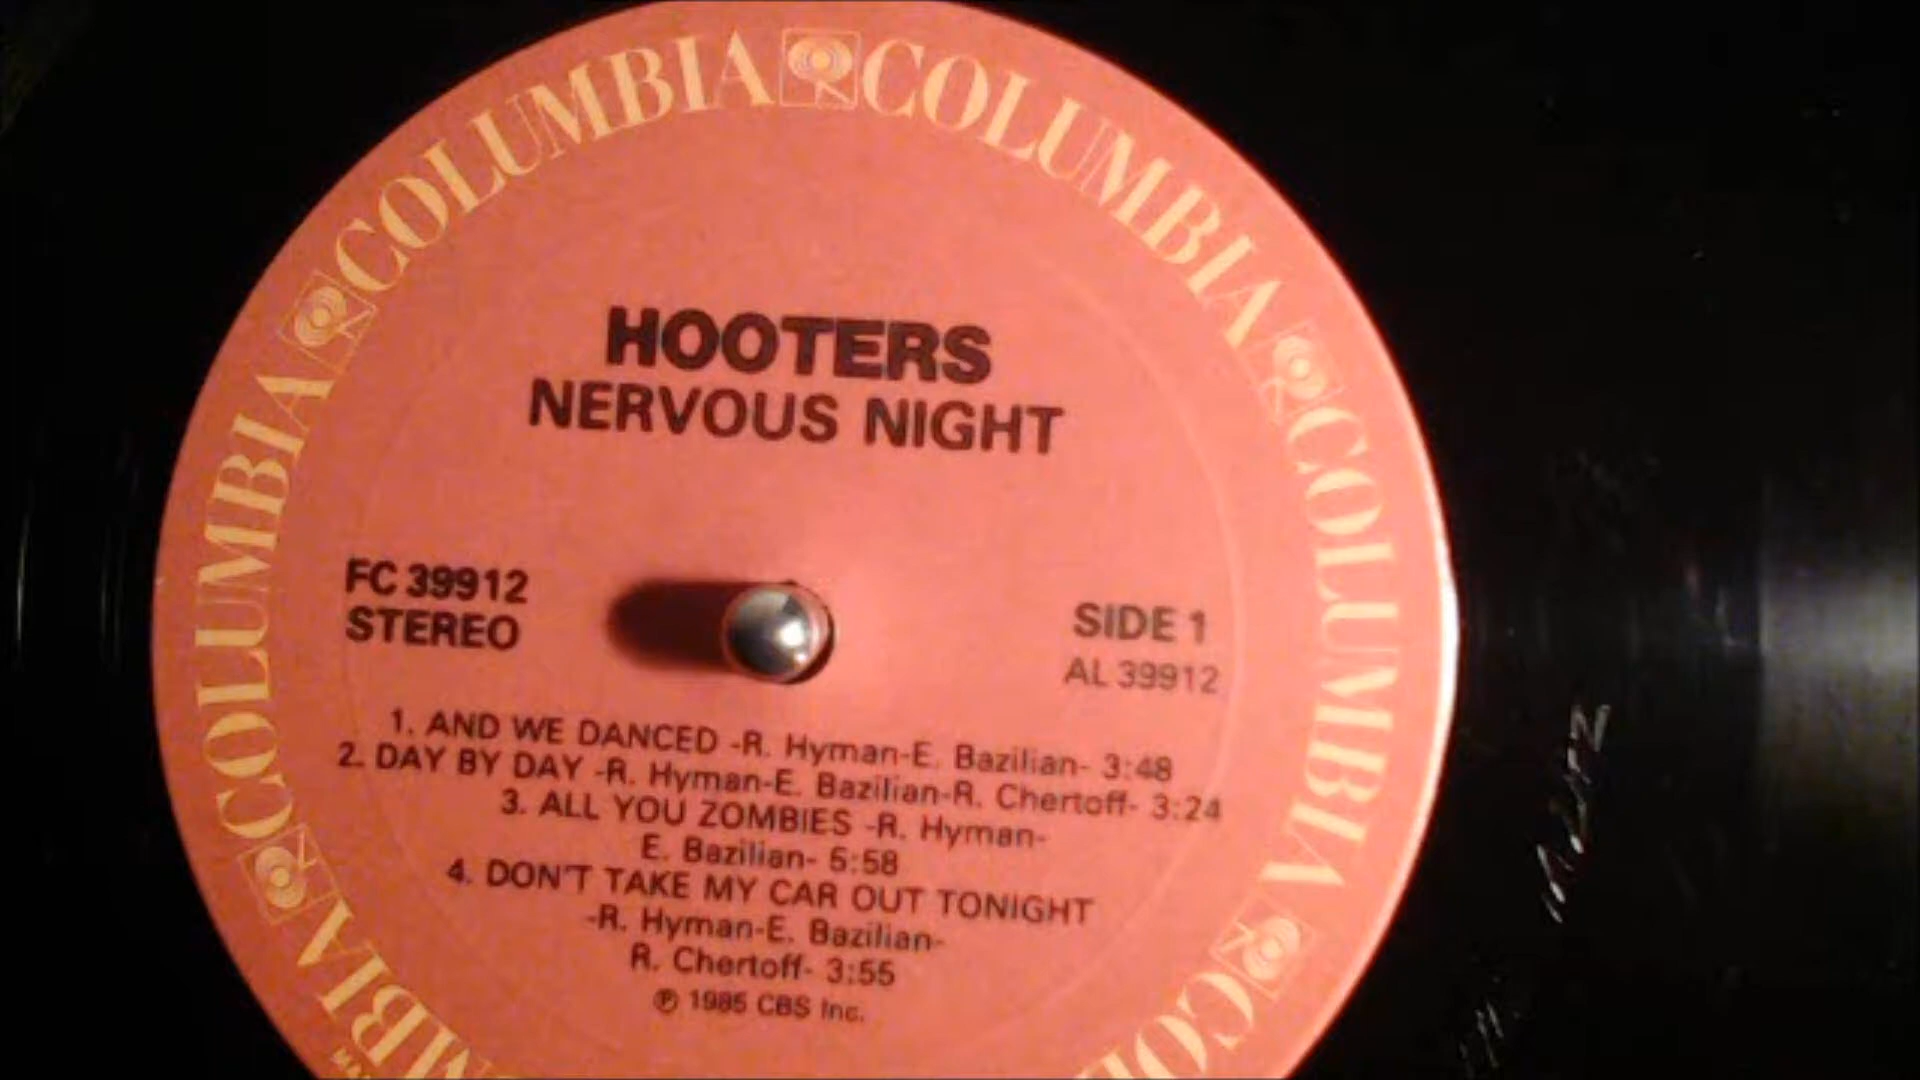 COLUMBIA COLUMBIA COLUMBIA COLUMBIA COLUMBIA
HOOTERS
NERVOUS NIGHT
FC 39912
STEREO
SIDE 1
AL 39912
1. AND WE DANCED -R. Hyman-E. Bazilian- 3:48
2. DAY BY DAY -R. Hyman-E. Bazilian-R. Chertoff- 3:24
3. ALL YOU ZOMBIES -R. Hyman-
E. Bazilian- 5:58
4. DON'T TAKE MY CAR OUT TONIGHT
-R. Hyman-E. Bazilian-
R. Chertoff- 3:55
℗ 1985 CBS Inc.